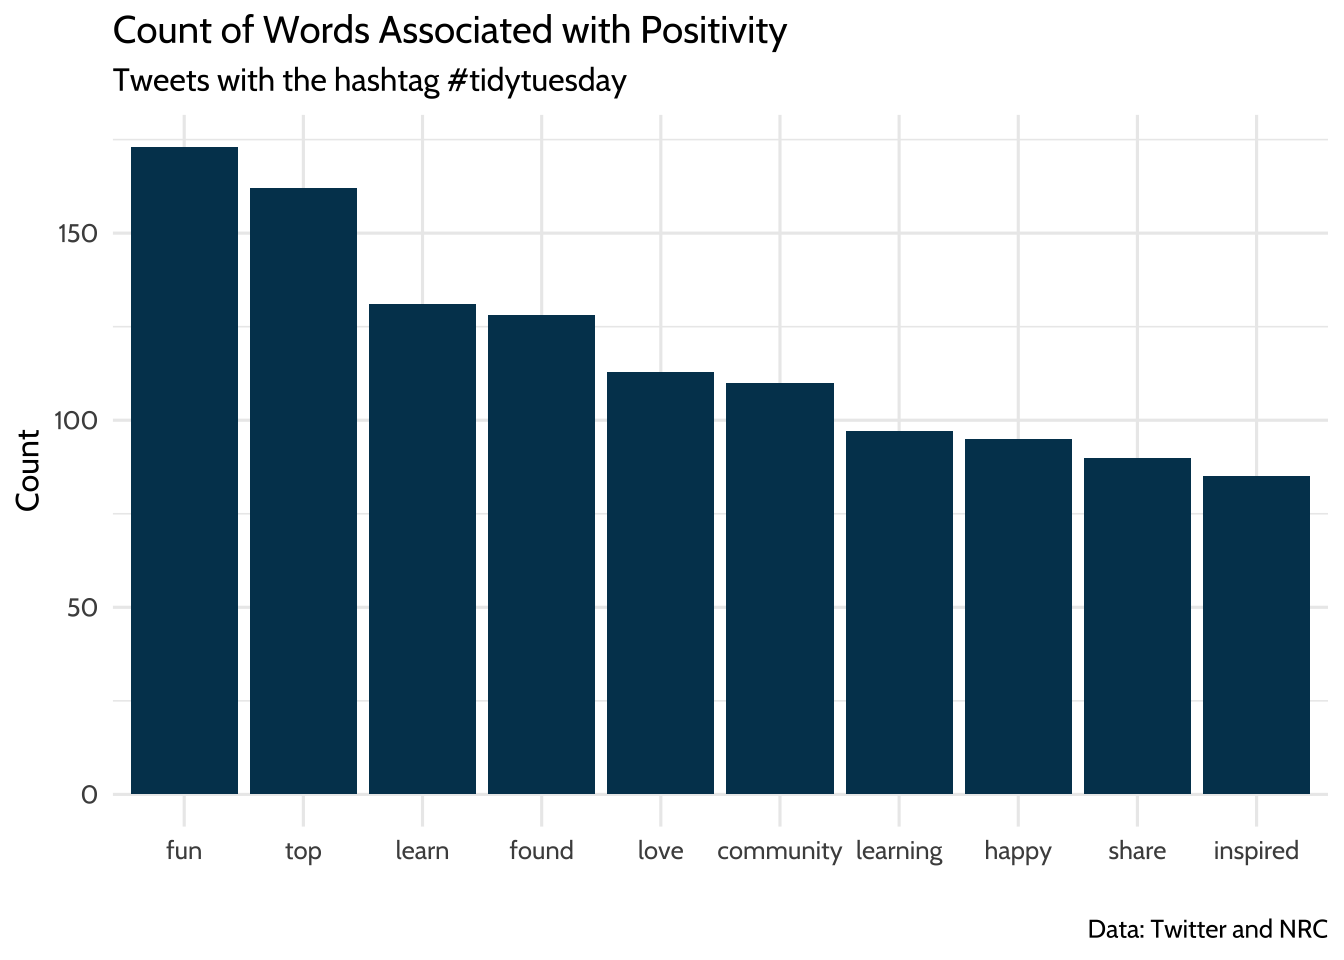 Count of Words Associated with Positivity
Tweets with the hashtag #tidytuesday
Count
150
100
50
0
fun top learn found love community learning happy share inspired
Data: Twitter and NRC